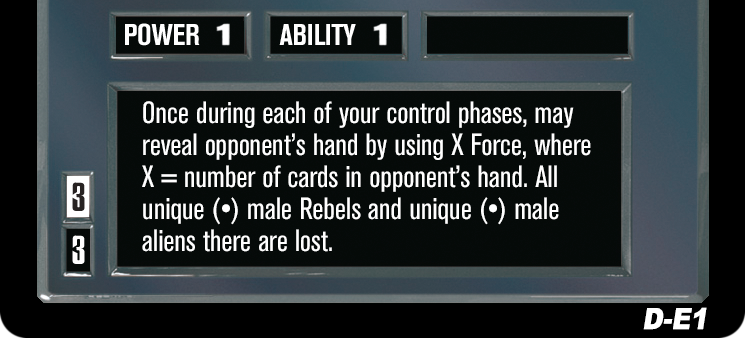 POWER 1 ABILITY 1
Once during each of your control phases, may
reveal opponent's hand by using X Force, where
X = number of cards in opponent's hand. All
unique (•) male Rebels and unique (•) male
aliens there are lost.
3
3
D-E1